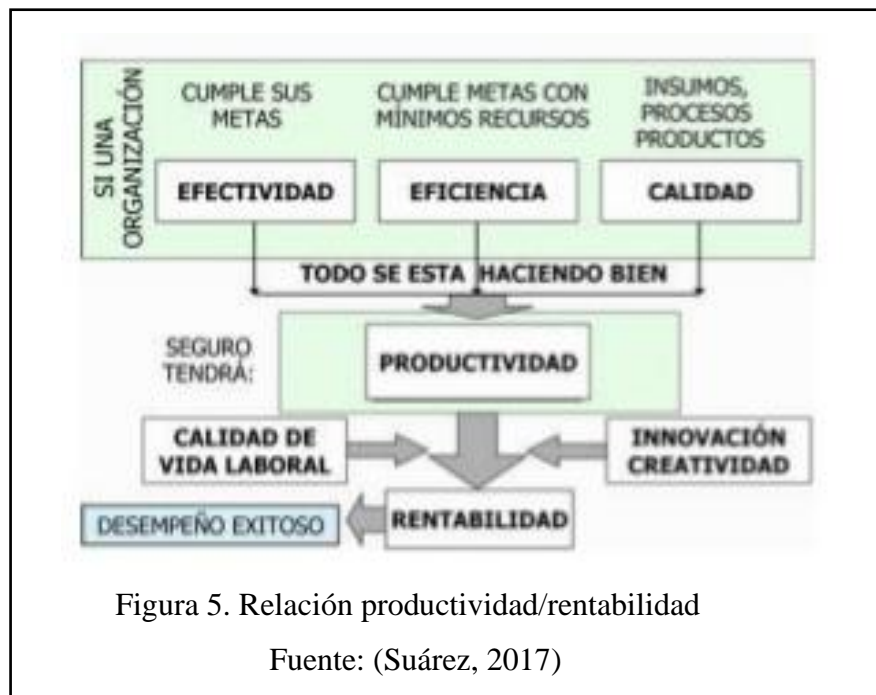 SI UNA
ORGANIZACIÓN
CUMPLE SUS
METAS
EFECTIVIDAD
CUMPLE METAS CON
MÍNIMOS RECURSOS
EFICIENCIA
INSUMOS,
PROCESOS
PRODUCTOS
CALIDAD
TODO SE ESTA HACIENDO BIEN
SEGURO
TENDRÁ:
PRODUCTIVIDAD
CALIDAD DE
VIDA LABORAL
INNOVACIÓN
CREATIVIDAD
RENTABILIDAD
DESEMPEÑO EXITOSO
Figura 5. Relación productividad/rentabilidad
Fuente: (Suárez, 2017)